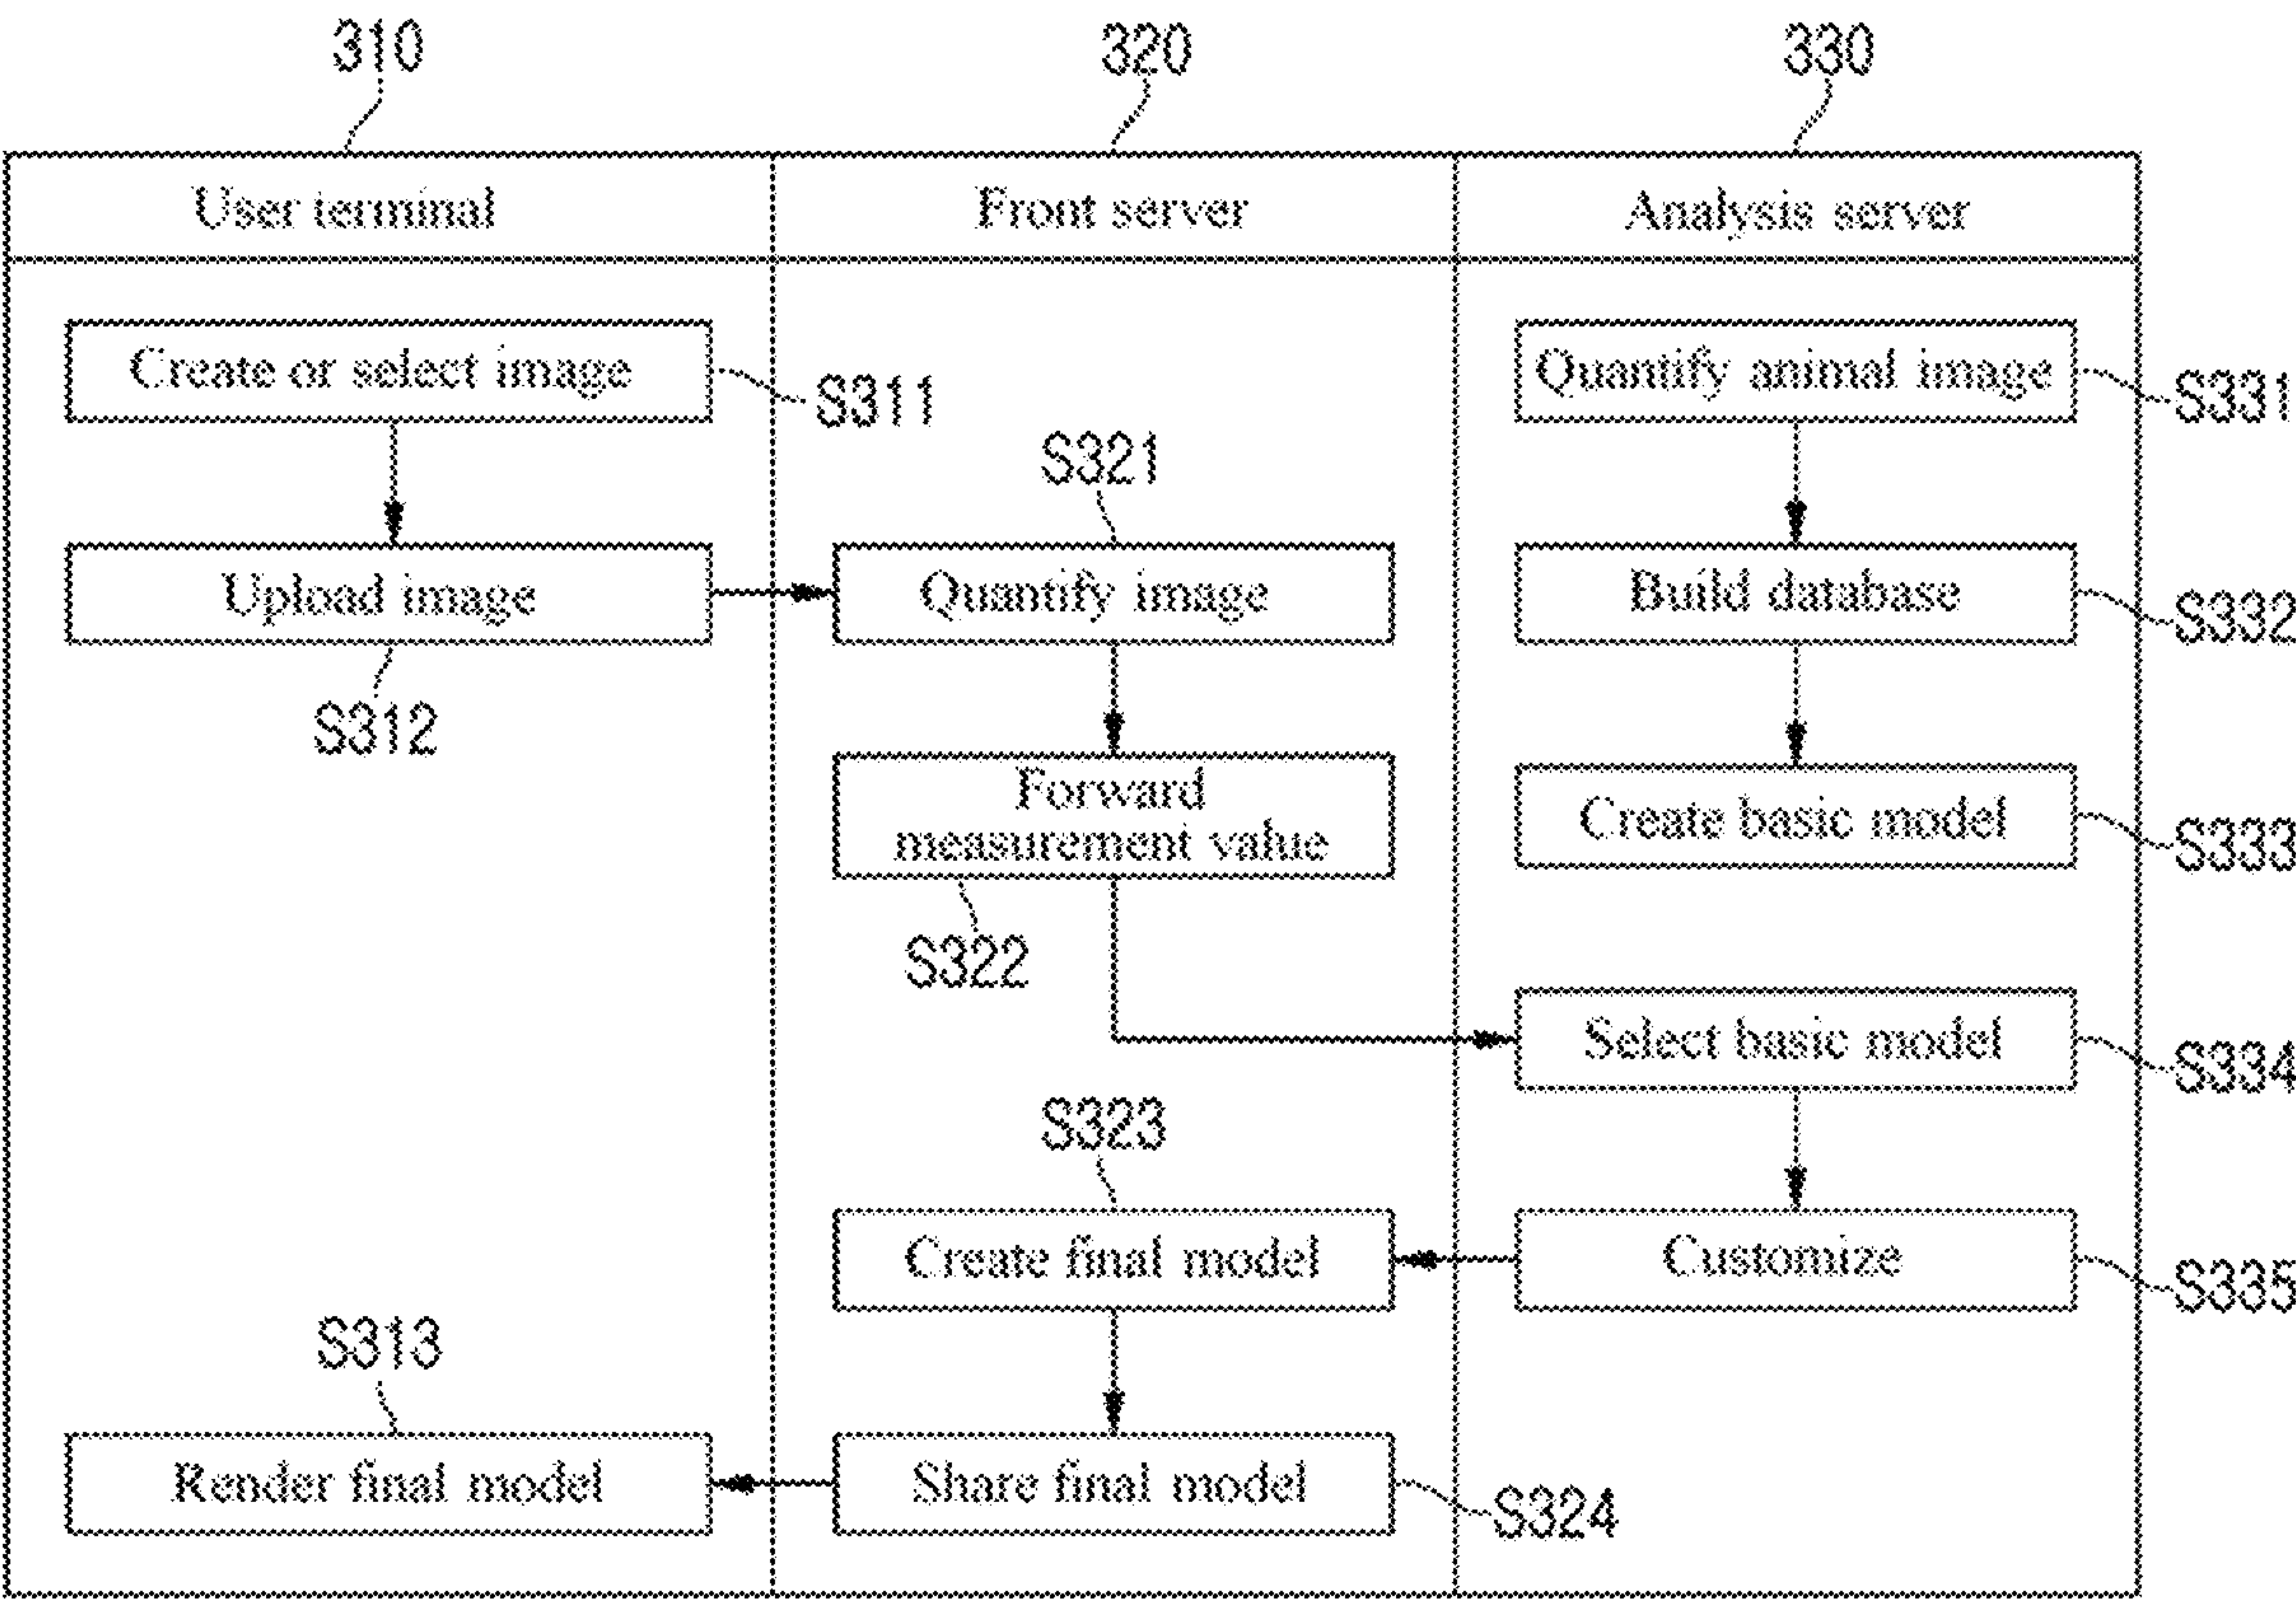 310
320
330
User terminal
Front server
Analysis server
Create or select image
S311
Quantify animal image
S331
S321
Upload image
S312
Quantify image
Build database
S332
Forward
measurement value
S322
Create basic model
S333
Select basic model
S334
S323
Create final model
Customize
S335
S313
Render final model
Share final model
S324